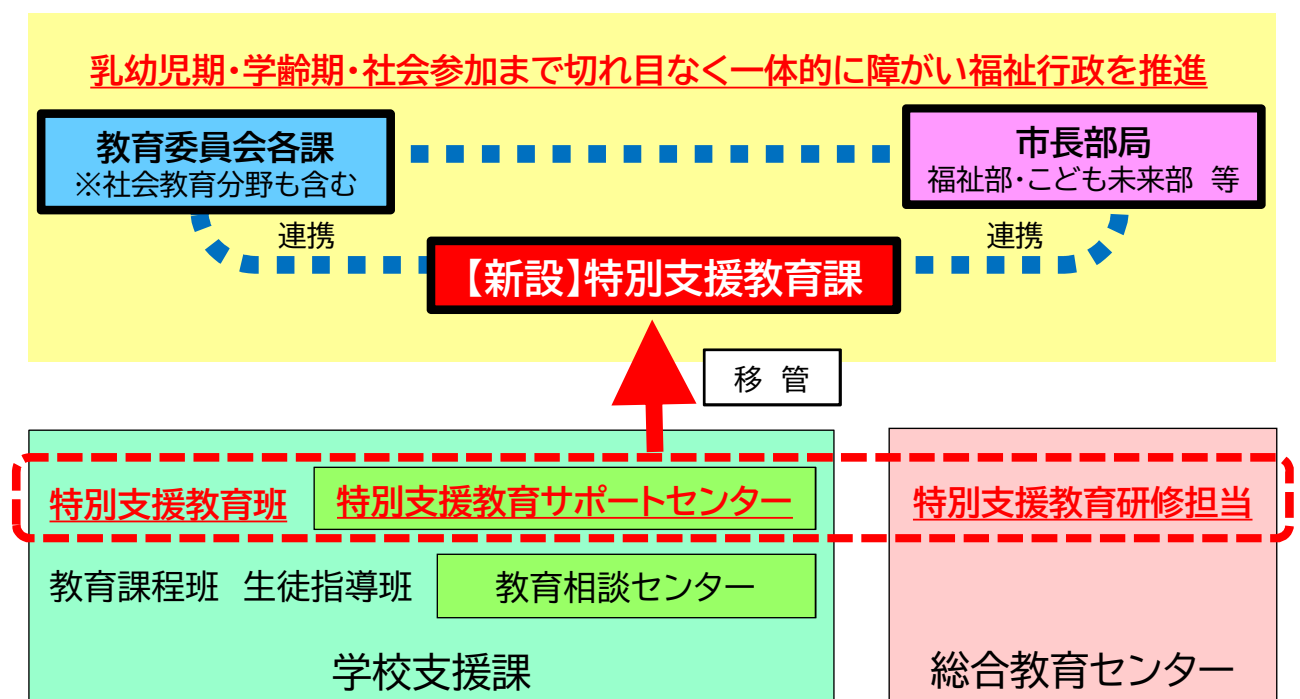 乳幼児期・学齢期・社会参加まで切れ目なく一体的に障がい福祉行政を推進
教育委員会各課
※社会教育分野も含む
市長部局
福祉部・こども未来部 等
連携
連携
【新設】特別支援教育課
移 管
特別支援教育班
特別支援教育サポートセンター
特別支援教育研修担当
教育課程班 生徒指導班
教育相談センター
学校支援課
総合教育センター